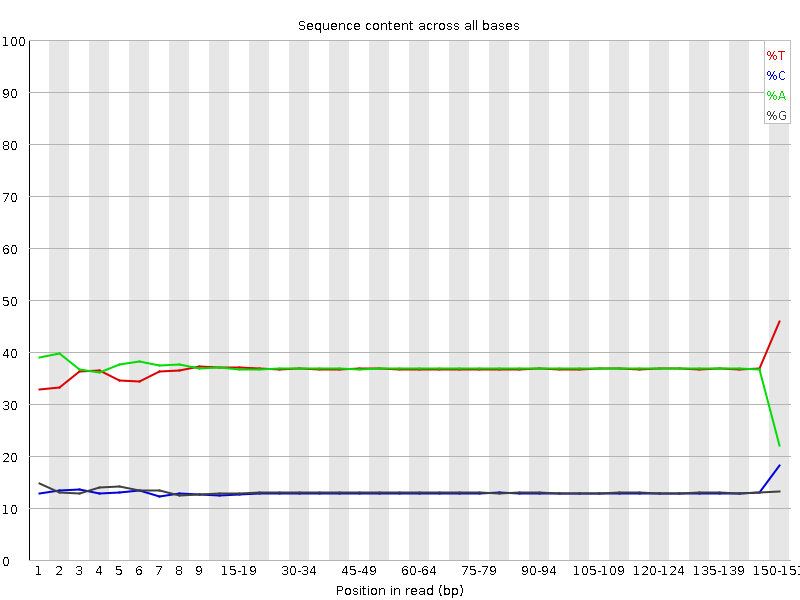 Sequence content across all bases
100
90
80
70
60
50
40
30
20
10
0
%T
%C
%A
%G
1 2 3 4 5 6 7 8 9 15-19 30-34 45-49 60-64 75-79 90-94 105-109 120-124 135-139 150-151
Position in read (bp)